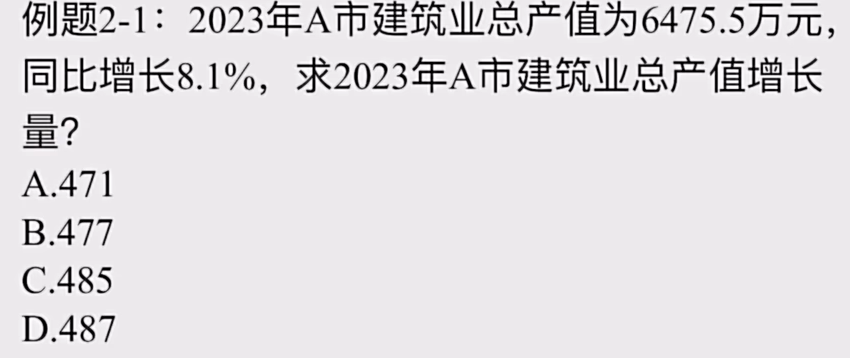 例题2-1：2023年A市建筑业总产值为6475.5万元，
同比增长8.1%，求2023年A市建筑业总产值增长
量?
A.471
B.477
C.485
D.487